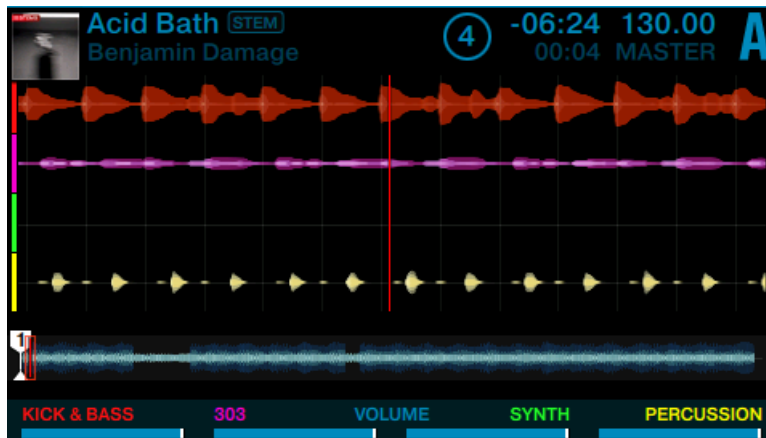 Acid Bath STEM
Benjamin Damage
4
-06:24 130.00
00:04 MASTER
A
1
KICK & BASS 303 VOLUME SYNTH PERCUSSION